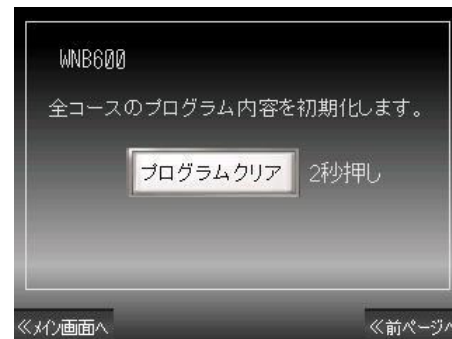 WNB600
全コースのプログラム内容を初期化します。
プログラムクリア 2秒押し
≪メイン画面へ ≪前ページへ